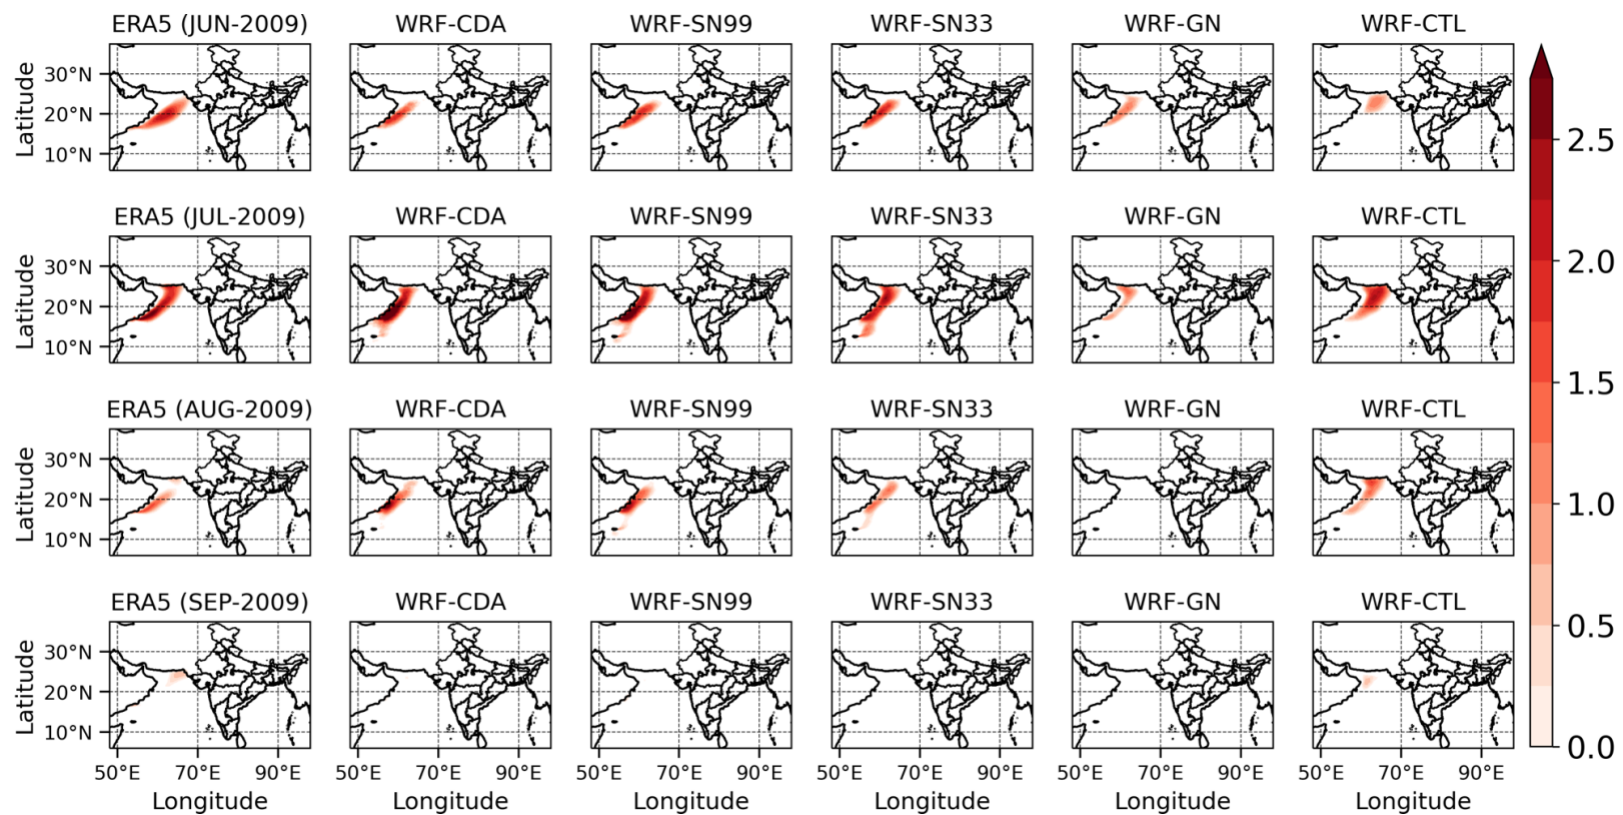 ERA5 (JUN-2009) WRF-CDA WRF-SN99 WRF-SN33 WRF-GN WRF-CTL
Latitude
30°N
20°N
10°N
ERA5 (JUL-2009) WRF-CDA WRF-SN99 WRF-SN33 WRF-GN WRF-CTL
Latitude
30°N
20°N
10°N
ERA5 (AUG-2009) WRF-CDA WRF-SN99 WRF-SN33 WRF-GN WRF-CTL
Latitude
30°N
20°N
10°N
ERA5 (SEP-2009) WRF-CDA WRF-SN99 WRF-SN33 WRF-GN WRF-CTL
Latitude
30°N
20°N
10°N
50°E 70°E 90°E 50°E 70°E 90°E 50°E 70°E 90°E 50°E 70°E 90°E 50°E 70°E 90°E 50°E 70°E 90°E
Longitude Longitude Longitude Longitude Longitude Longitude
2.5
2.0
1.5
1.0
0.5
0.0